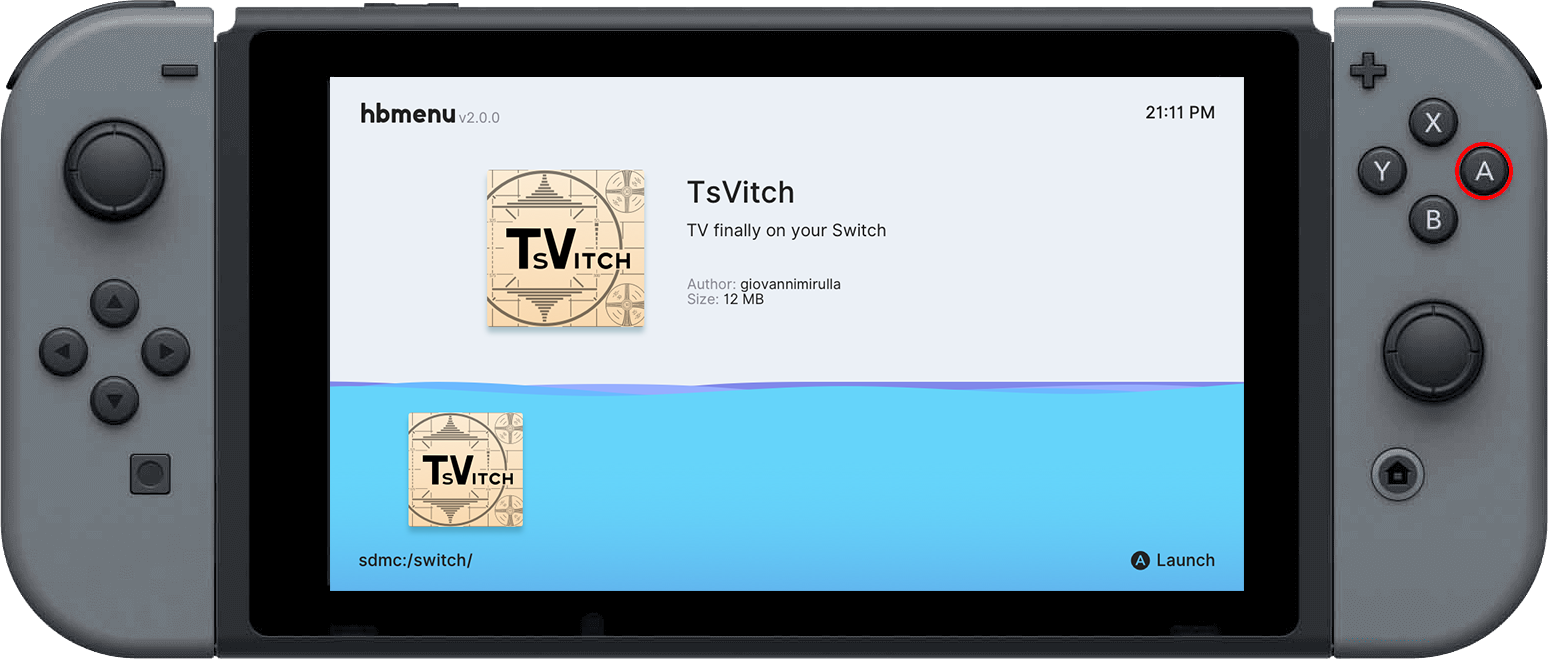 hbmenu v2.0.0
21:11 PM
TsVitch
TsVitch
TV finally on your Switch
Author: giovannimirulla
Size: 12 MB
TsVitch
sdmc:/switch/
A Launch
X
Y
A
B